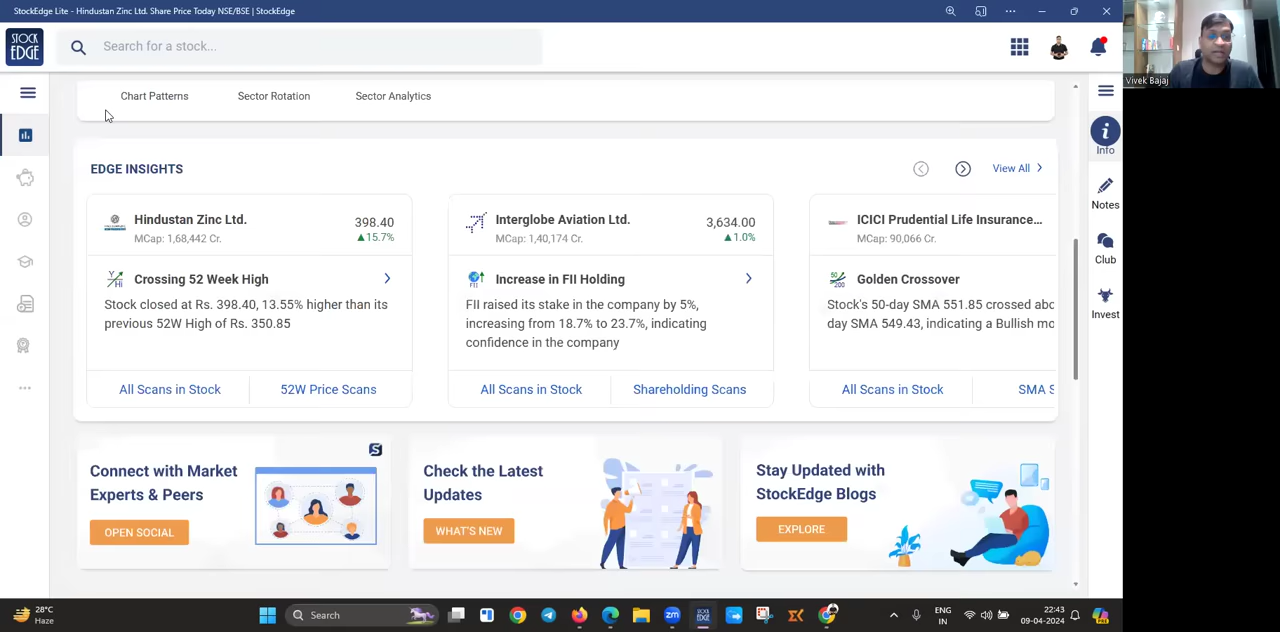 StockEdge Lite - Hindustan Zinc Ltd. Share Price Today NSE/BSE | StockEdge
STOCK
EDGE
Search for a stock...
Vivek Bajaj
Chart Patterns
Sector Rotation
Sector Analytics
Info
Notes
Club
Invest
EDGE INSIGHTS
View All
Hindustan Zinc Ltd.
398.40
MCap: 1,68,442 Cr.
▲15.7%
Crossing 52 Week High
Stock closed at Rs. 398.40, 13.55% higher than its
previous 52W High of Rs. 350.85
All Scans in Stock
52W Price Scans
Interglobe Aviation Ltd.
3,634.00
MCap: 1,40,174 Cr.
▲1.0%
Increase in FII Holding
FII raised its stake in the company by 5%,
increasing from 18.7% to 23.7%, indicating
confidence in the company
All Scans in Stock
Shareholding Scans
ICICI Prudential Life Insurance...
MCap: 90,066 Cr.
50
200
Golden Crossover
Stock's 50-day SMA 551.85 crossed abo
day SMA 549.43, indicating a Bullish mo
All Scans in Stock
SMA S
Connect with Market
Experts & Peers
OPEN SOCIAL
Check the Latest
Updates
WHAT'S NEW
Stay Updated with
StockEdge Blogs
EXPLORE
28°C
Haze
Search
zm
STOCK
EDGE
ENG
IN
22:43
09-04-2024